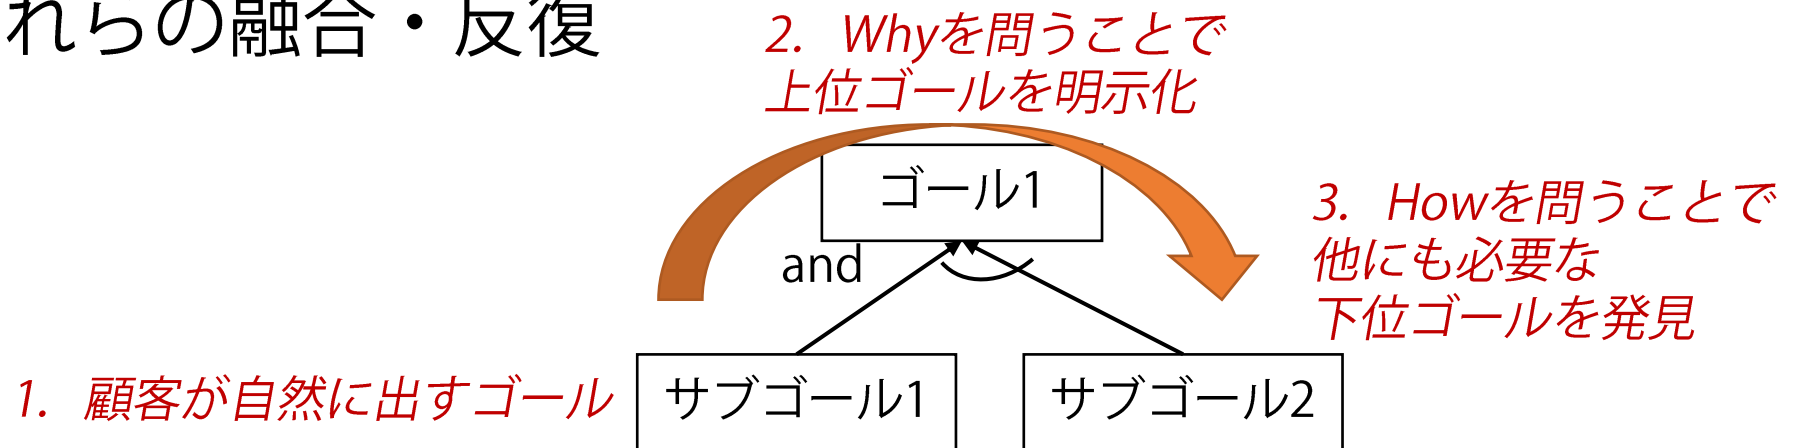 れらの融合・反復
2. Whyを問うことで
上位ゴールを明示化
ゴール1
3. Howを問うことで
他にも必要な
下位ゴールを発見
and
1. 顧客が自然に出すゴール
サブゴール1
サブゴール2